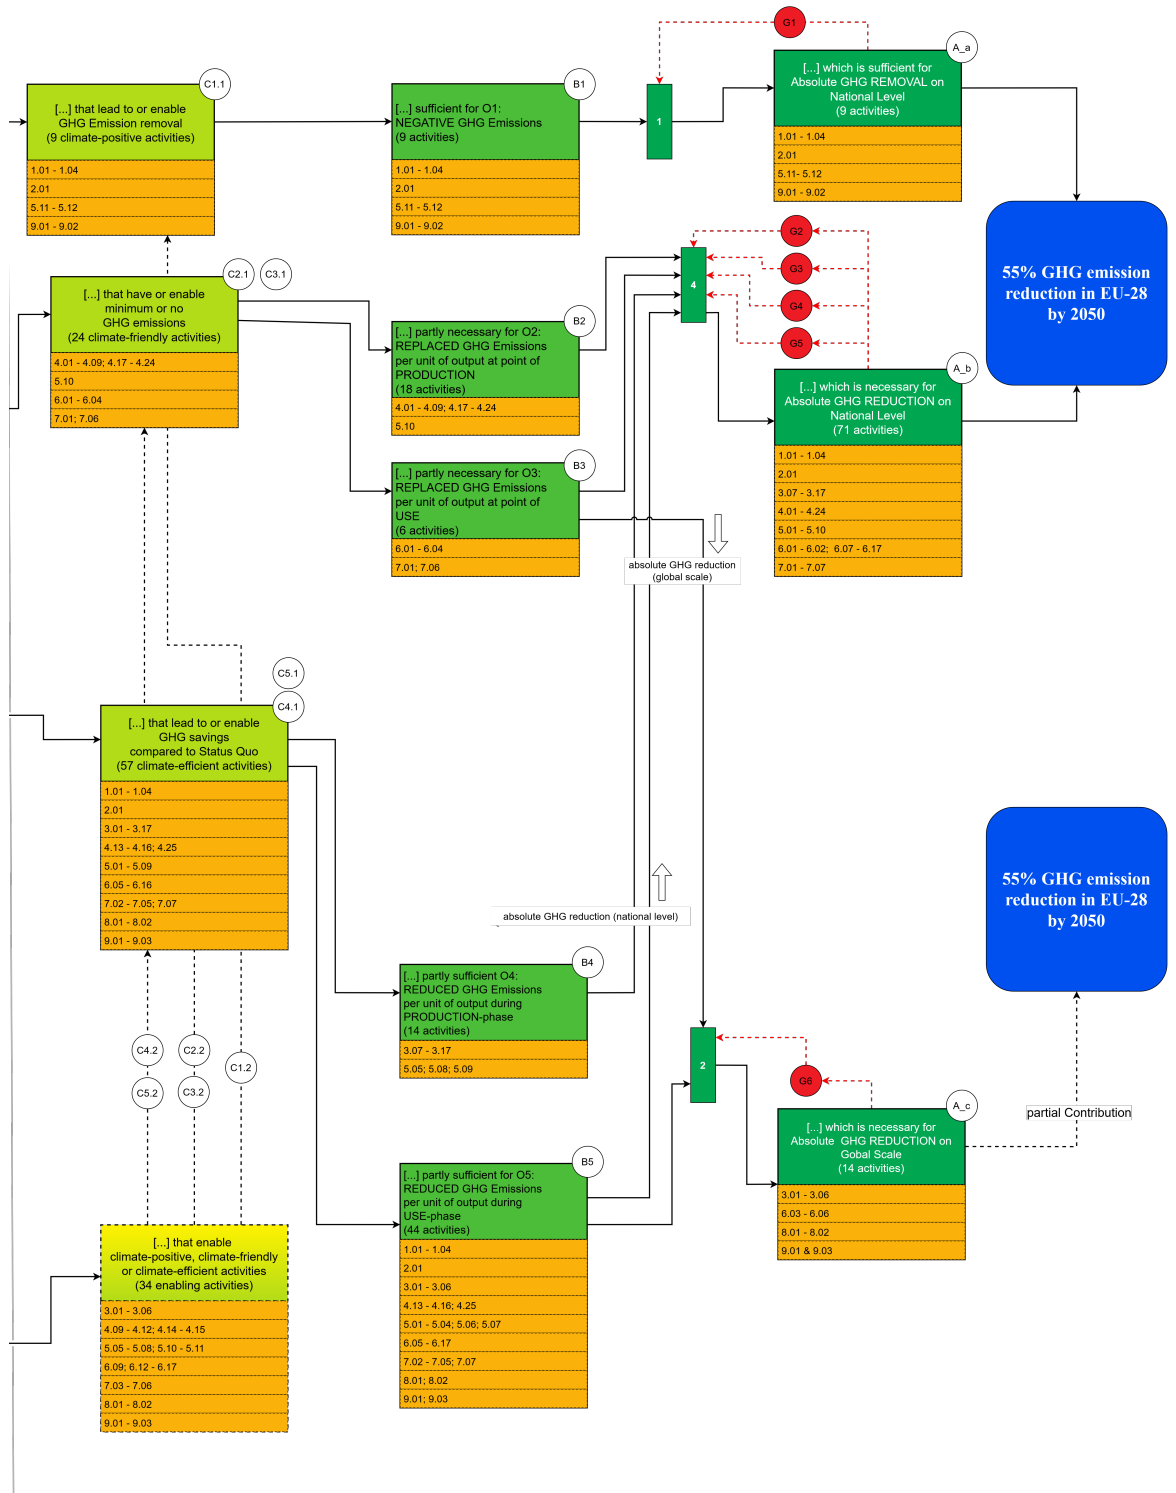 G1
A_a
[...] which is sufficient for
Absolute GHG REMOVAL on
National Level
(9 activities)
1.01 - 1.04
2.01
5.11- 5.12
9.01 - 9.02
C1.1
[...] that lead to or enable
GHG Emission removal
(9 climate-positive activities)
1.01 - 1.04
2.01
5.11 - 5.12
9.01 - 9.02
B1
[...] sufficient for O1:
NEGATIVE GHG Emissions
(9 activities)
1.01 - 1.04
2.01
5.11 - 5.12
9.01 - 9.02
1
55% GHG emission
reduction in EU-28
by 2050
C2.1
C3.1
[...] that have or enable
minimum or no
GHG emissions
(24 climate-friendly activities)
4.01 - 4.09; 4.17 - 4.24
5.10
6.01 - 6.04
7.01; 7.06
B2
[...] partly necessary for O2:
REPLACED GHG Emissions
per unit of output at point of
PRODUCTION
(18 activities)
4.01 - 4.09; 4.17 - 4.24
5.10
4
G2
G3
G4
G5
A_b
[...] which is necessary for
Absolute GHG REDUCTION on
National Level
(71 activities)
1.01 - 1.04
2.01
3.07 - 3.17
4.01 - 4.24
5.01 - 5.10
6.01 - 6.02;  6.07 - 6.17
7.01 - 7.07
B3
[...] partly necessary for O3:
REPLACED GHG Emissions
per unit of output at point of
USE
(6 activities)
6.01 - 6.04
7.01; 7.06
absolute GHG reduction
(global scale)
C5.1
C4.1
[...] that lead to or enable
GHG savings
compared to Status Quo
(57 climate-efficient activities)
1.01 - 1.04
2.01
3.01 - 3.17
4.13 - 4.16; 4.25
5.01 - 5.09
6.05 - 6.16
7.02 - 7.05; 7.07
8.01 - 8.02
9.01 - 9.03
55% GHG emission
reduction in EU-28
by 2050
absolute GHG reduction (national level)
B4
[...] partly sufficient O4:
REDUCED GHG Emissions
per unit of output during
PRODUCTION-phase
(14 activities)
3.07 - 3.17
5.05; 5.08; 5.09
C4.2
C2.2
C1.2
C5.2
C3.2
2
G6
A_c
[...] which is necessary for
Absolute  GHG REDUCTION on
Gobal Scale
(14 activities)
3.01 - 3.06
6.03 - 6.06
8.01 - 8.02
9.01 & 9.03
partial Contribution
B5
[...] partly sufficient for O5:
REDUCED GHG Emissions
per unit of output during
USE-phase
(44 activities)
1.01 - 1.04
2.01
3.01 - 3.06
4.13 - 4.16; 4.25
5.01 - 5.04; 5.06; 5.07
6.05 - 6.17
7.02 - 7.05; 7.07
8.01; 8.02
9.01; 9.03
[...] that enable
climate-positive, climate-friendly
or climate-efficient activities
(34 enabling activities)
3.01 - 3.06
4.09 - 4.12; 4.14 - 4.15
5.05 - 5.08; 5.10 - 5.11
6.09; 6.12 - 6.17
7.03 - 7.06
8.01 - 8.02
9.01 - 9.03